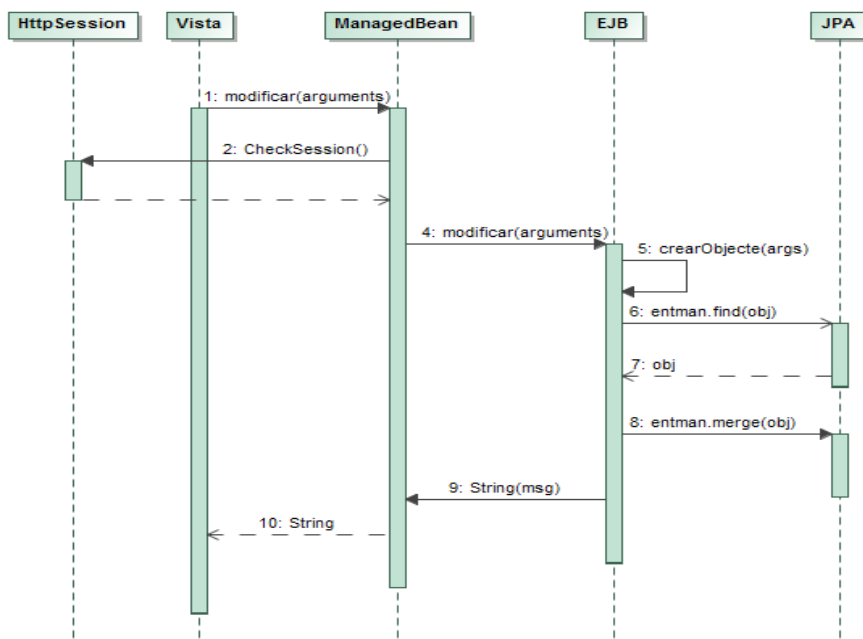 HttpSession
Vista
ManagedBean
EJB
JPA
1: modificar(arguments)
2: CheckSession()
4: modificar(arguments)
5: crearObjecte(args)
6: entman.find(obj)
7: obj
8: entman.merge(obj)
9: String(msg)
10: String